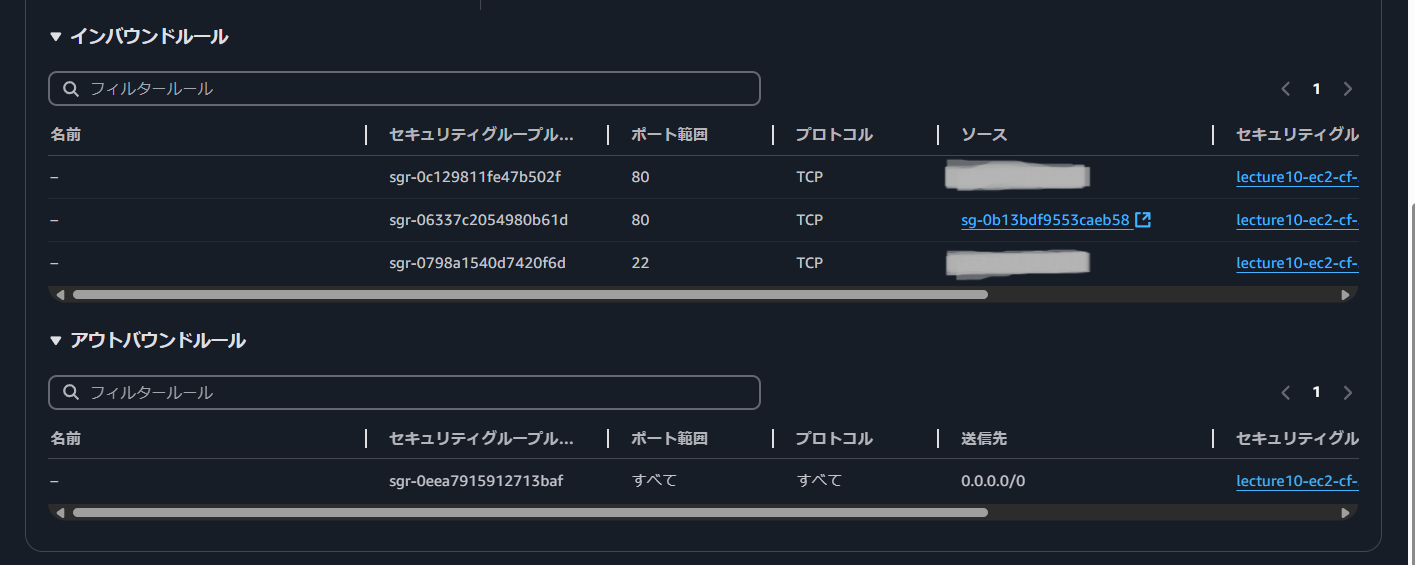 インバウンドルール
フィルタールール
1
名前 セキュリティグループル... ポート範囲 プロトコル ソース セキュリティグル
– sgr-0c129811fe47b502f 80 TCP lecture10-ec2-cf-
– sgr-06337c2054980b61d 80 TCP sg-0b13bdf9553caeb58 lecture10-ec2-cf-
– sgr-0798a1540d7420f6d 22 TCP lecture10-ec2-cf-
アウトバウンドルール
フィルタールール
1
名前 セキュリティグループル... ポート範囲 プロトコル 送信先 セキュリティグル
– sgr-0eea7915912713baf すべて すべて 0.0.0.0/0 lecture10-ec2-cf-